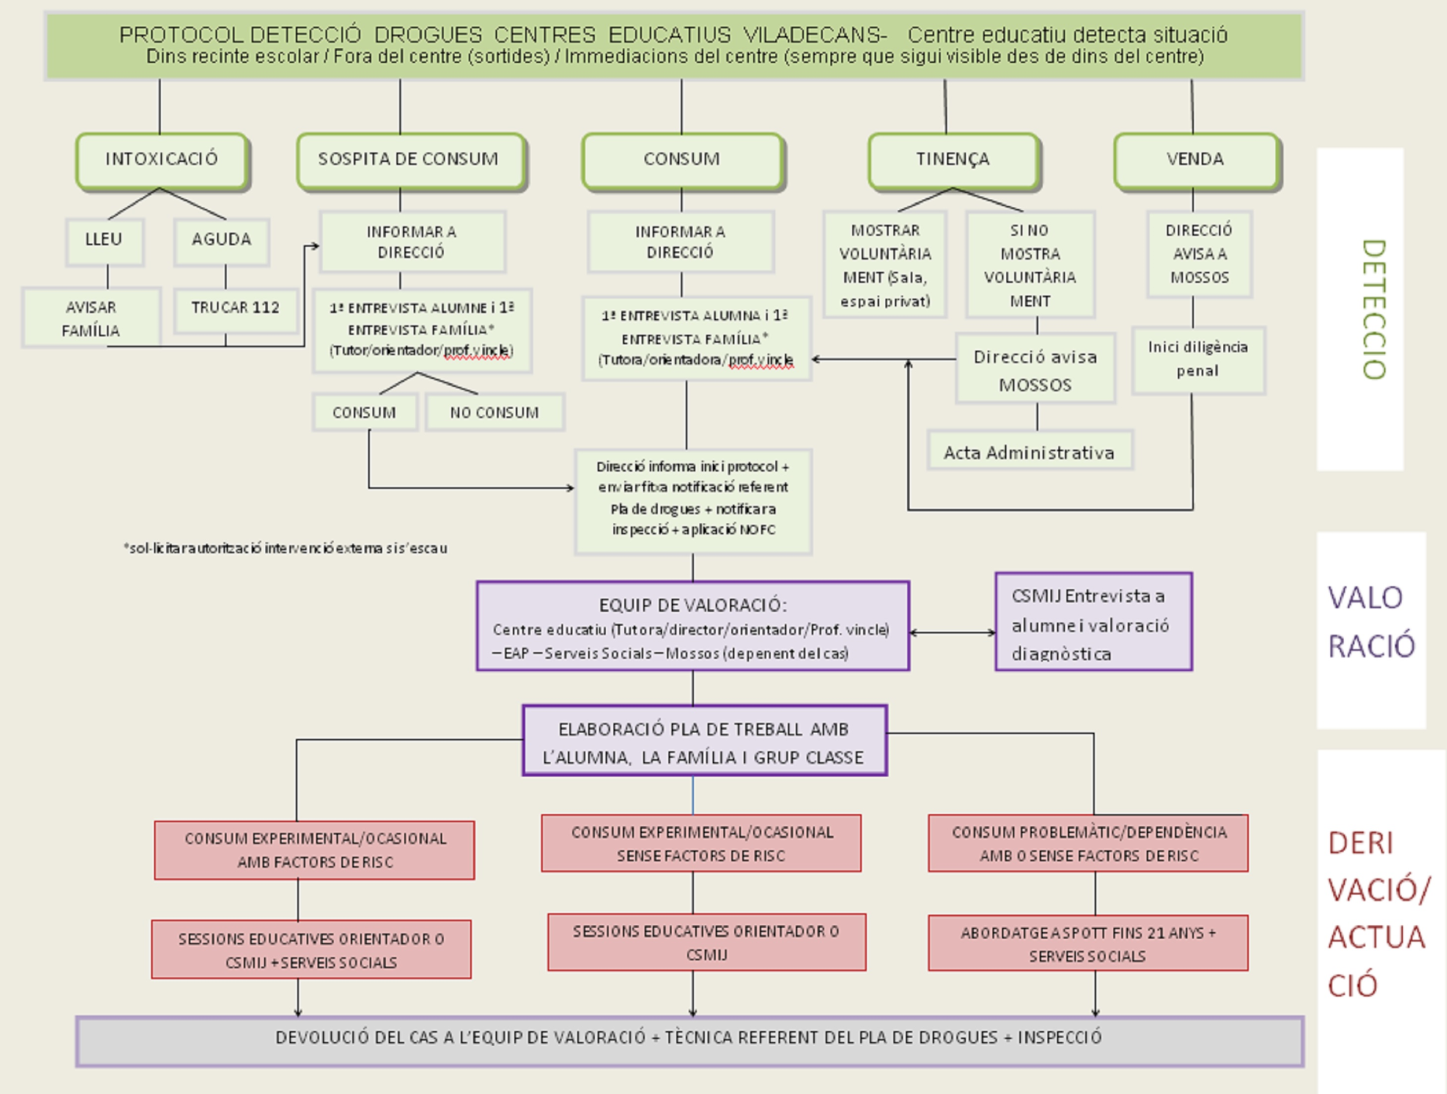 PROTOCOL DETECCIÓ DROGUES CENTRES EDUCATIUS VILADECANS- Centre educatiu detecta situació
Dins recinte escolar / Fora del centre (sortides) / Immediacions del centre (sempre que sigui visible des de dins del centre)
INTOXICACIÓ
SOSPITA DE CONSUM
CONSUM
TINENÇA
VENDA
LLEU
AGUDA
AVISAR
FAMÍLIA
TRUCAR 112
INFORMAR A
DIRECCIÓ
1ª ENTREVISTA ALUMNE i 1ª
ENTREVISTA FAMÍLIA*
(Tutor/orientador/prof.vincle)
CONSUM
NO CONSUM
INFORMAR A
DIRECCIÓ
1ª ENTREVISTA ALUMNA i 1ª
ENTREVISTA FAMÍLIA*
(Tutora/orientadora/prof.vincle
MOSTRAR
VOLUNTÀRIA
MENT (Sala,
espai privat)
SI NO
MOSTRA
VOLUNTÀRIA
MENT
Direcció avisa
MOSSOS
Acta Administrativa
DIRECCIÓ
AVISA A
MOSSOS
Inici diligència
penal
DETECCIO
Direcció informa inici protocol +
enviar fitxa notificació referent
Pla de drogues + notificar a
inspecció + aplicació NOFC
*sol·licitar autorització intervenció externa si s'escau
EQUIP DE VALORACIÓ:
Centre educatiu (Tutora/director/orientador/Prof. vincle)
–EAP –Serveis Socials–Mossos (depenent del cas)
CSMIJ Entrevista a
alumne i valoració
diagnòstica
VALO
RACIÓ
ELABORACIÓ PLA DE TREBALL AMB
L'ALUMNA, LA FAMÍLIA I GRUP CLASSE
CONSUM EXPERIMENTAL/OCASIONAL
AMB FACTORS DE RISC
CONSUM EXPERIMENTAL/OCASIONAL
SENSE FACTORS DE RISC
CONSUM PROBLEMÀTIC/DEPENDÈNCIA
AMB O SENSE FACTORS DE RISC
SESSIONS EDUCATIVES ORIENTADOR O
CSMIJ + SERVEIS SOCIALS
SESSIONS EDUCATIVES ORIENTADOR O
CSMIJ
ABORDATGE ASPOTT FINS 21 ANYS +
SERVEIS SOCIALS
DERI
VACIÓ/
ACTUA
CIÓ
DEVOLUCIÓ DEL CAS A L'EQUIP DE VALORACIÓ + TÈCNICA REFERENT DEL PLA DE DROGUES + INSPECCIÓ